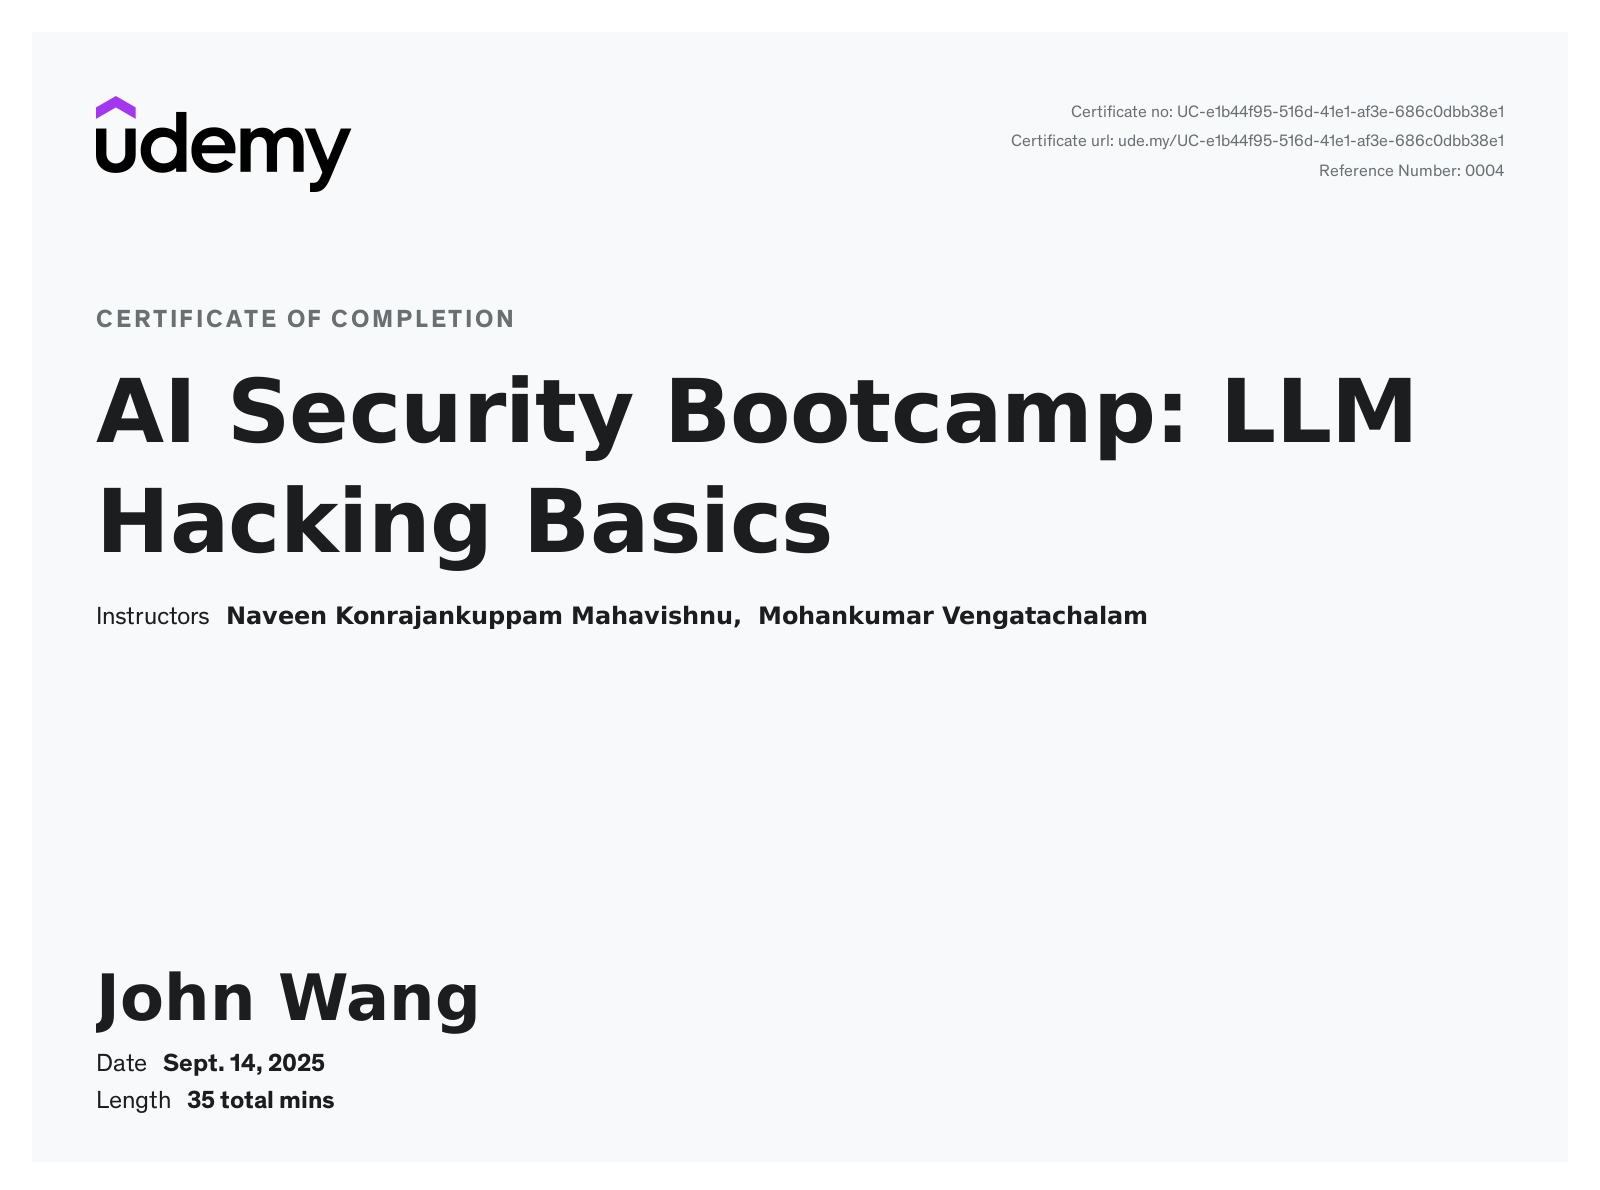 udemy
Certificate no: UC-e1b44f95-516d-41e1-af3e-686c0dbb38e1
Certificate url: ude.my/UC-e1b44f95-516d-41e1-af3e-686c0dbb38e1
Reference Number: 0004
CERTIFICATE OF COMPLETION
AI Security Bootcamp: LLM
Hacking Basics
Instructors Naveen Konrajankuppam Mahavishnu, Mohankumar Vengatachalam
John Wang
Date Sept. 14, 2025
Length 35 total mins